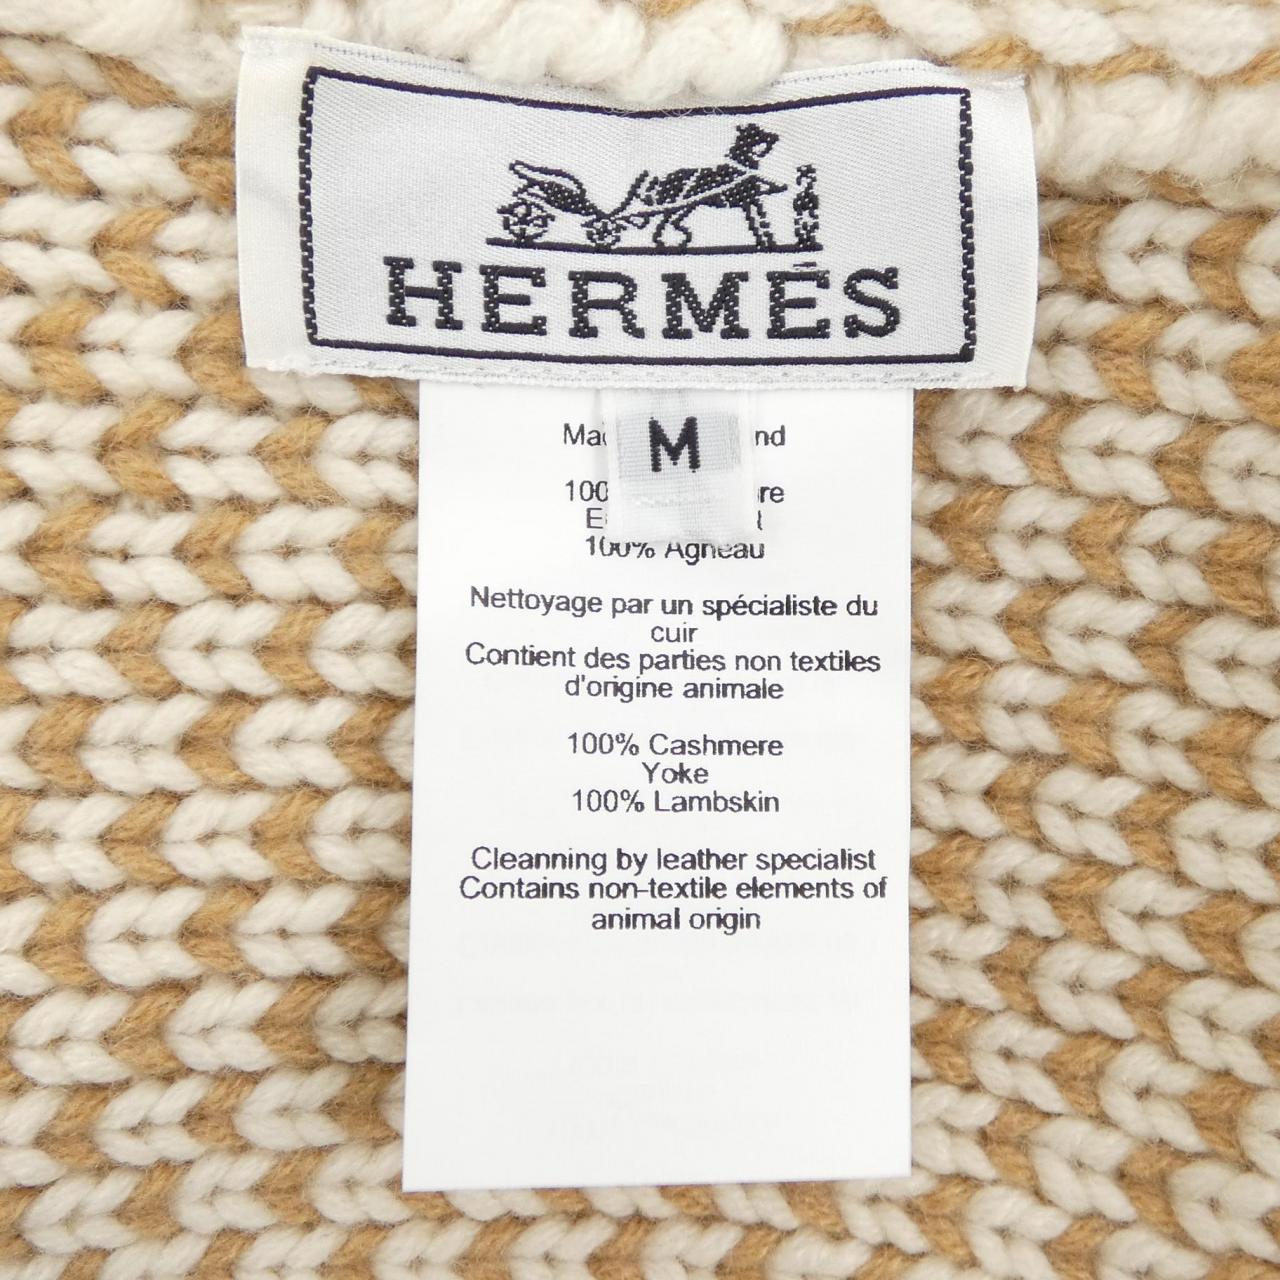 HERMÈS
M
100% Agneau
Nettoyage par un spécialiste du
cuir
Contient des parties non textiles
d'origine animale
100% Cashmere
Yoke
100% Lambskin
Cleanning by leather specialist
Contains non-textile elements of
animal origin